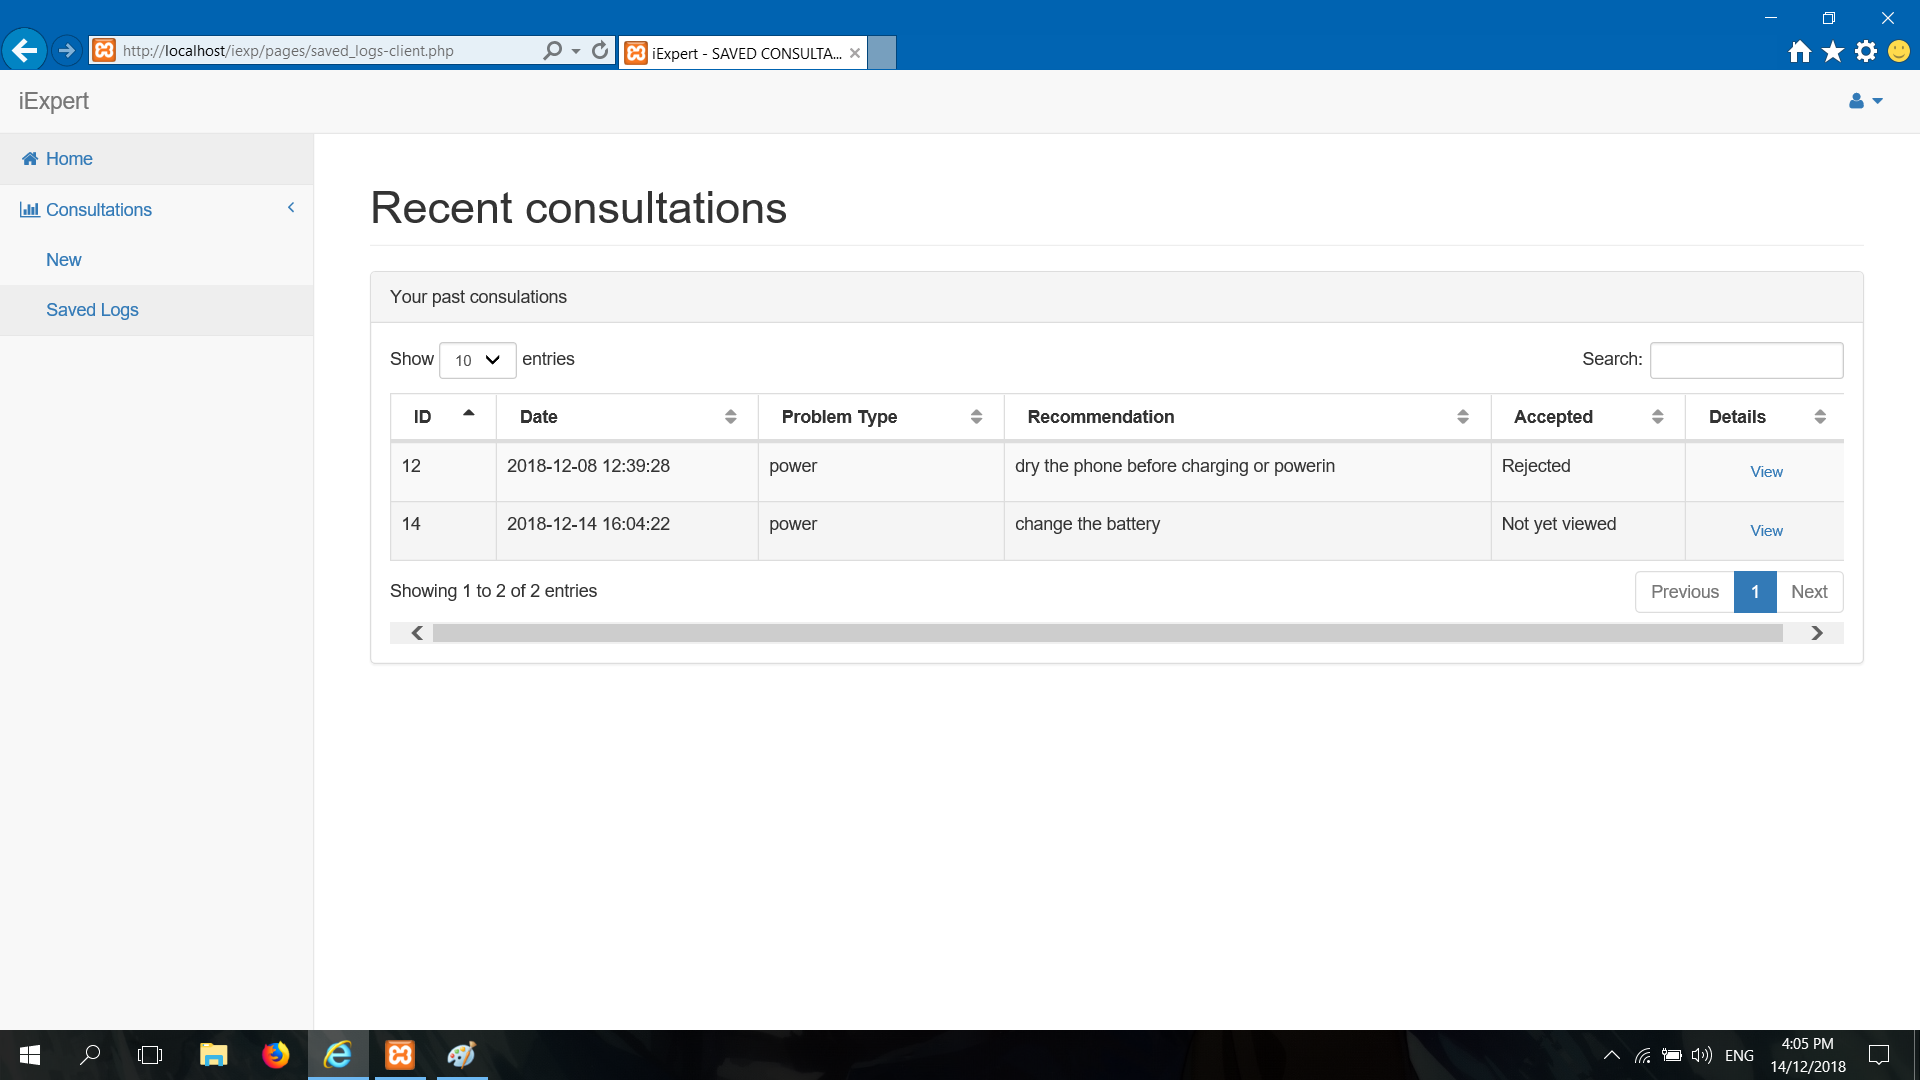 http://localhost/iexp/pages/saved_logs-client.php
iExpert - SAVED CONSULTA...
iExpert
Home
Consultations
New
Saved Logs
Recent consultations
Your past consulations
Show 10 entries
Search:
ID Date Problem Type Recommendation Accepted Details
12 2018-12-08 12:39:28 power dry the phone before charging or powerin Rejected View
14 2018-12-14 16:04:22 power change the battery Not yet viewed View
Showing 1 to 2 of 2 entries
Previous 1 Next
ENG
4:05 PM
14/12/2018